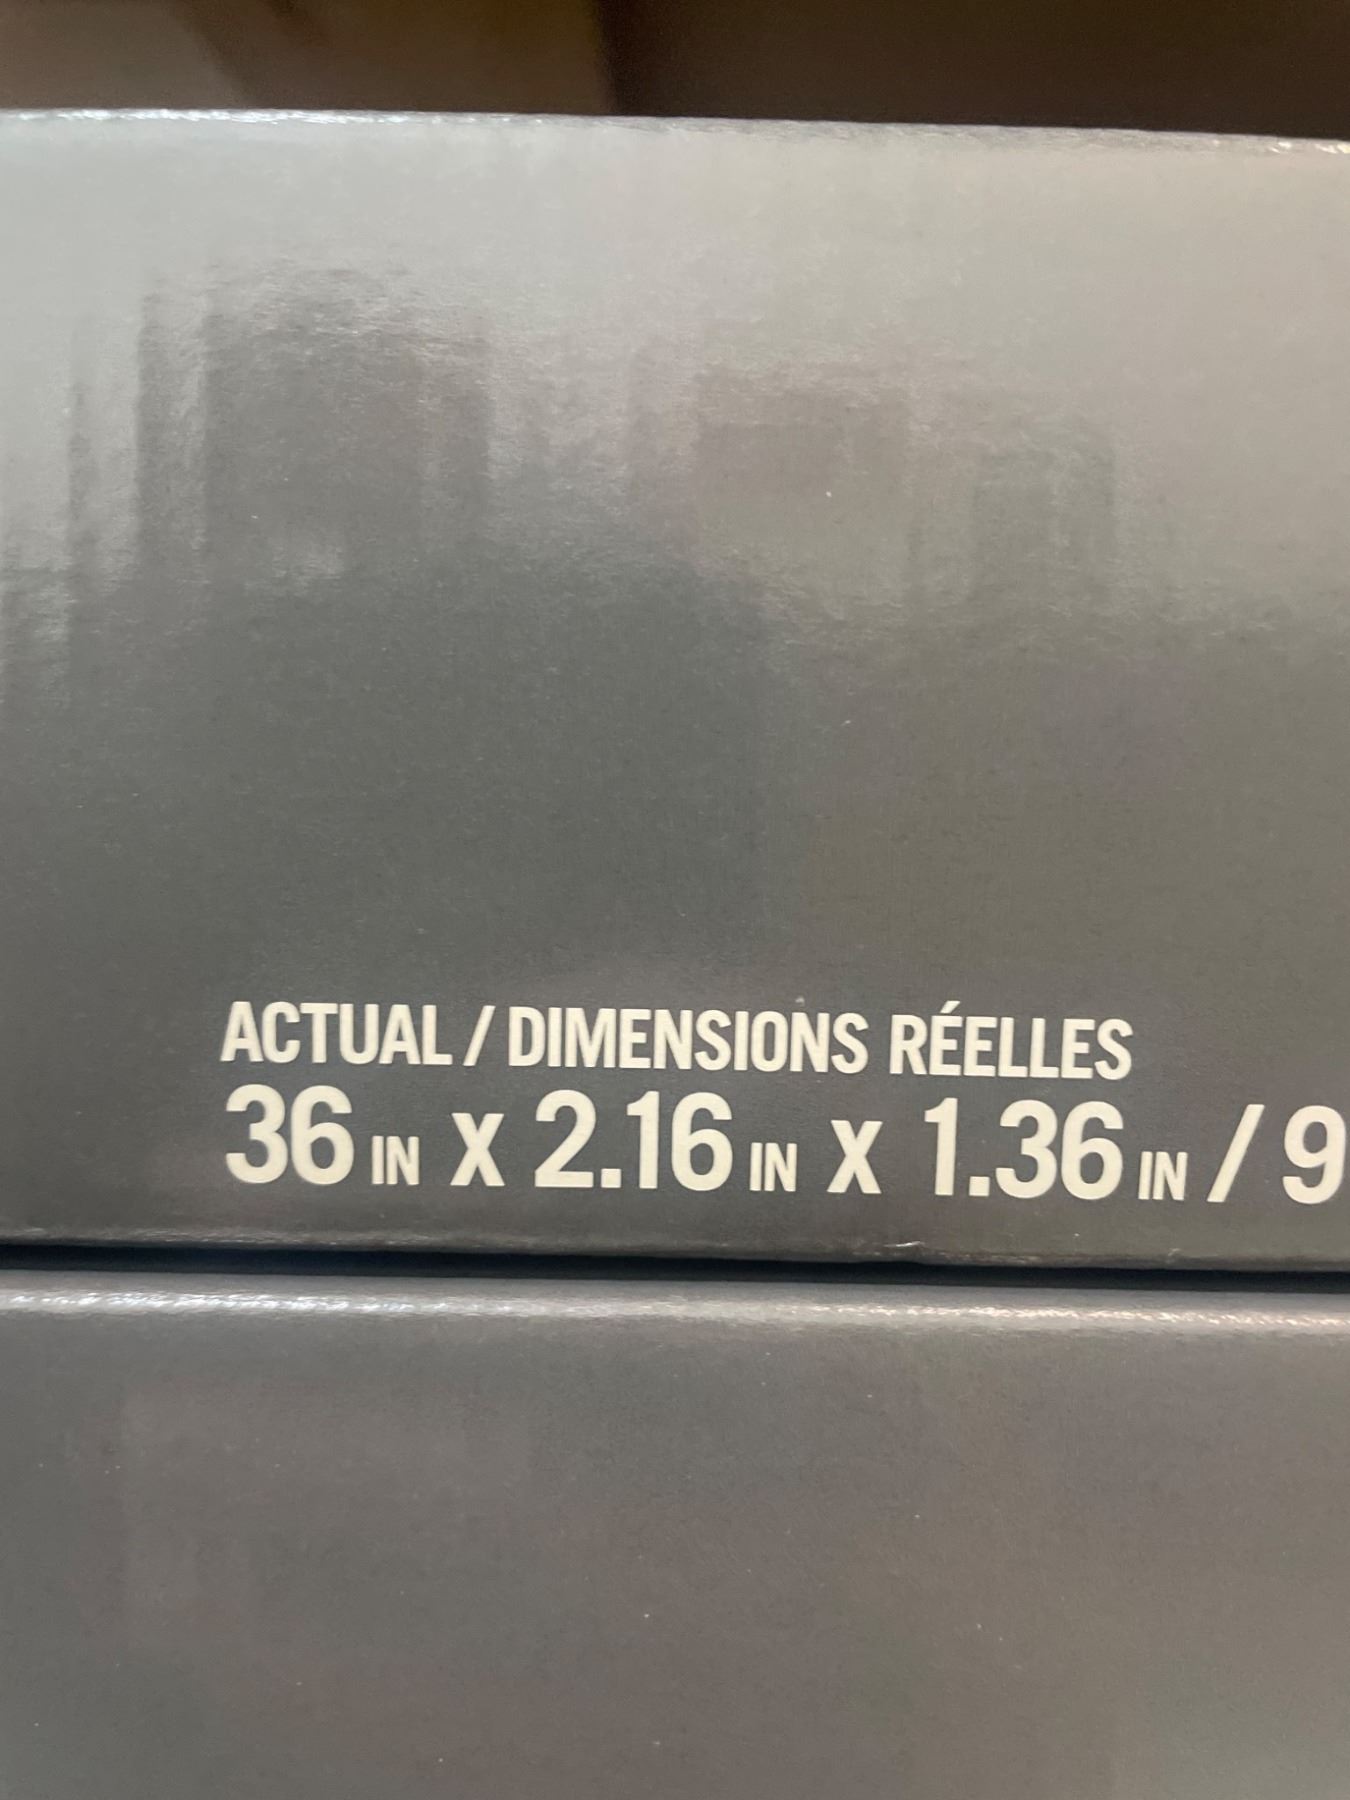 ACTUAL / DIMENSIONS RÉELLES
36 IN X 2.16 IN X 1.36 IN / 9